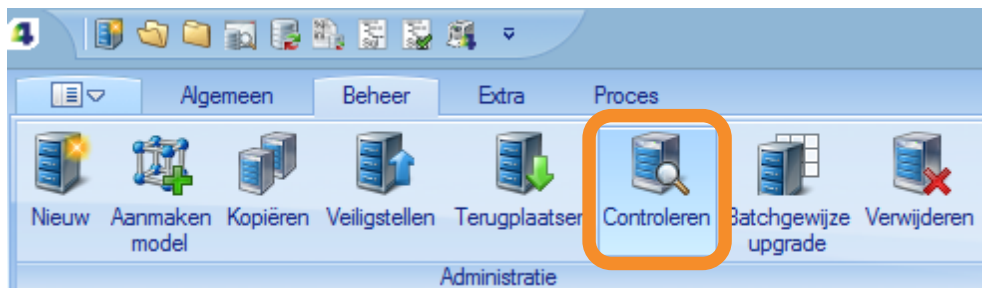 Algemeen Beheer Extra Proces
Nieuw Aanmaken model Kopiëren Veiligstellen Terugplaatsen Controleren Batchgewijze upgrade Verwijderen
Administratie